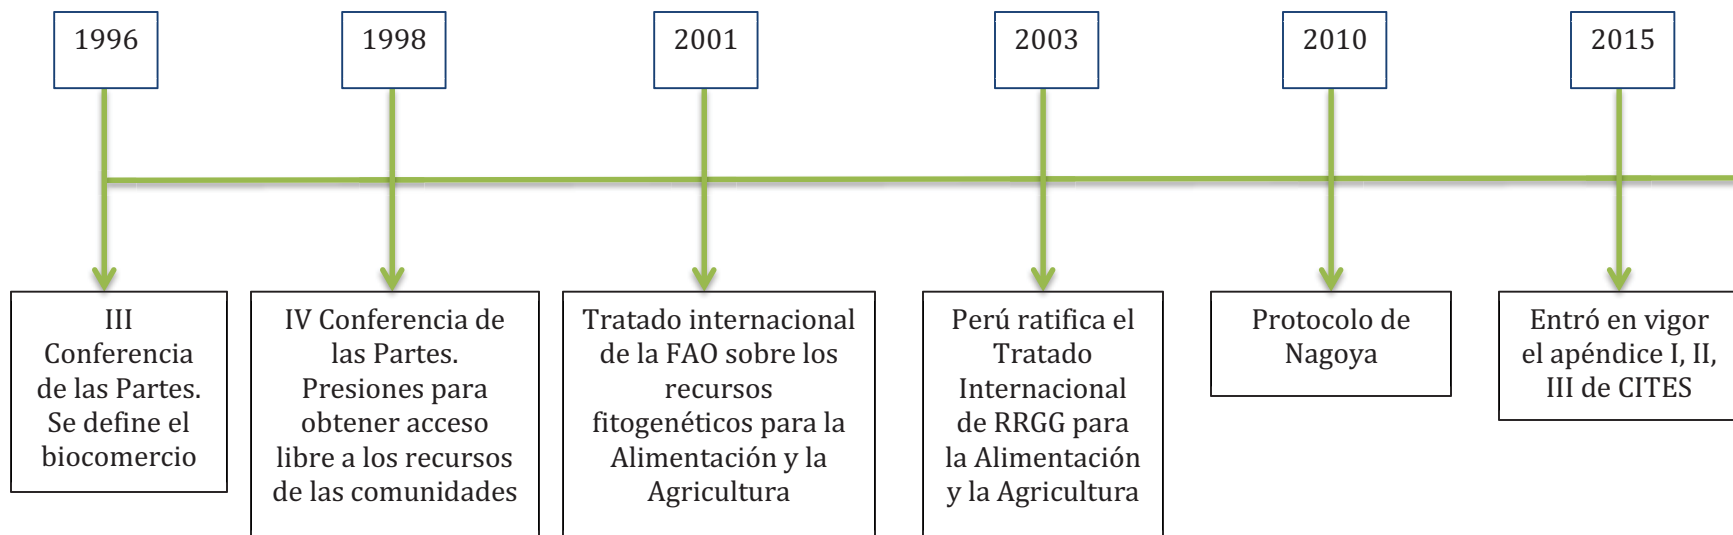 1996
1998
2001
2003
2010
2015
III
Conferencia
de las Partes.
Se define el
biocomercio
IV Conferencia de
las Partes.
Presiones para
obtener acceso
libre a los recursos
de las comunidades
Tratado internacional
de la FAO sobre los
recursos
fitogenéticos para la
Alimentación y la
Agricultura
Perú ratifica el
Tratado
Internacional
de RRGG para
la Alimentación
y la Agricultura
Protocolo de
Nagoya
Entró en vigor
el apéndice I, II,
III de CITES